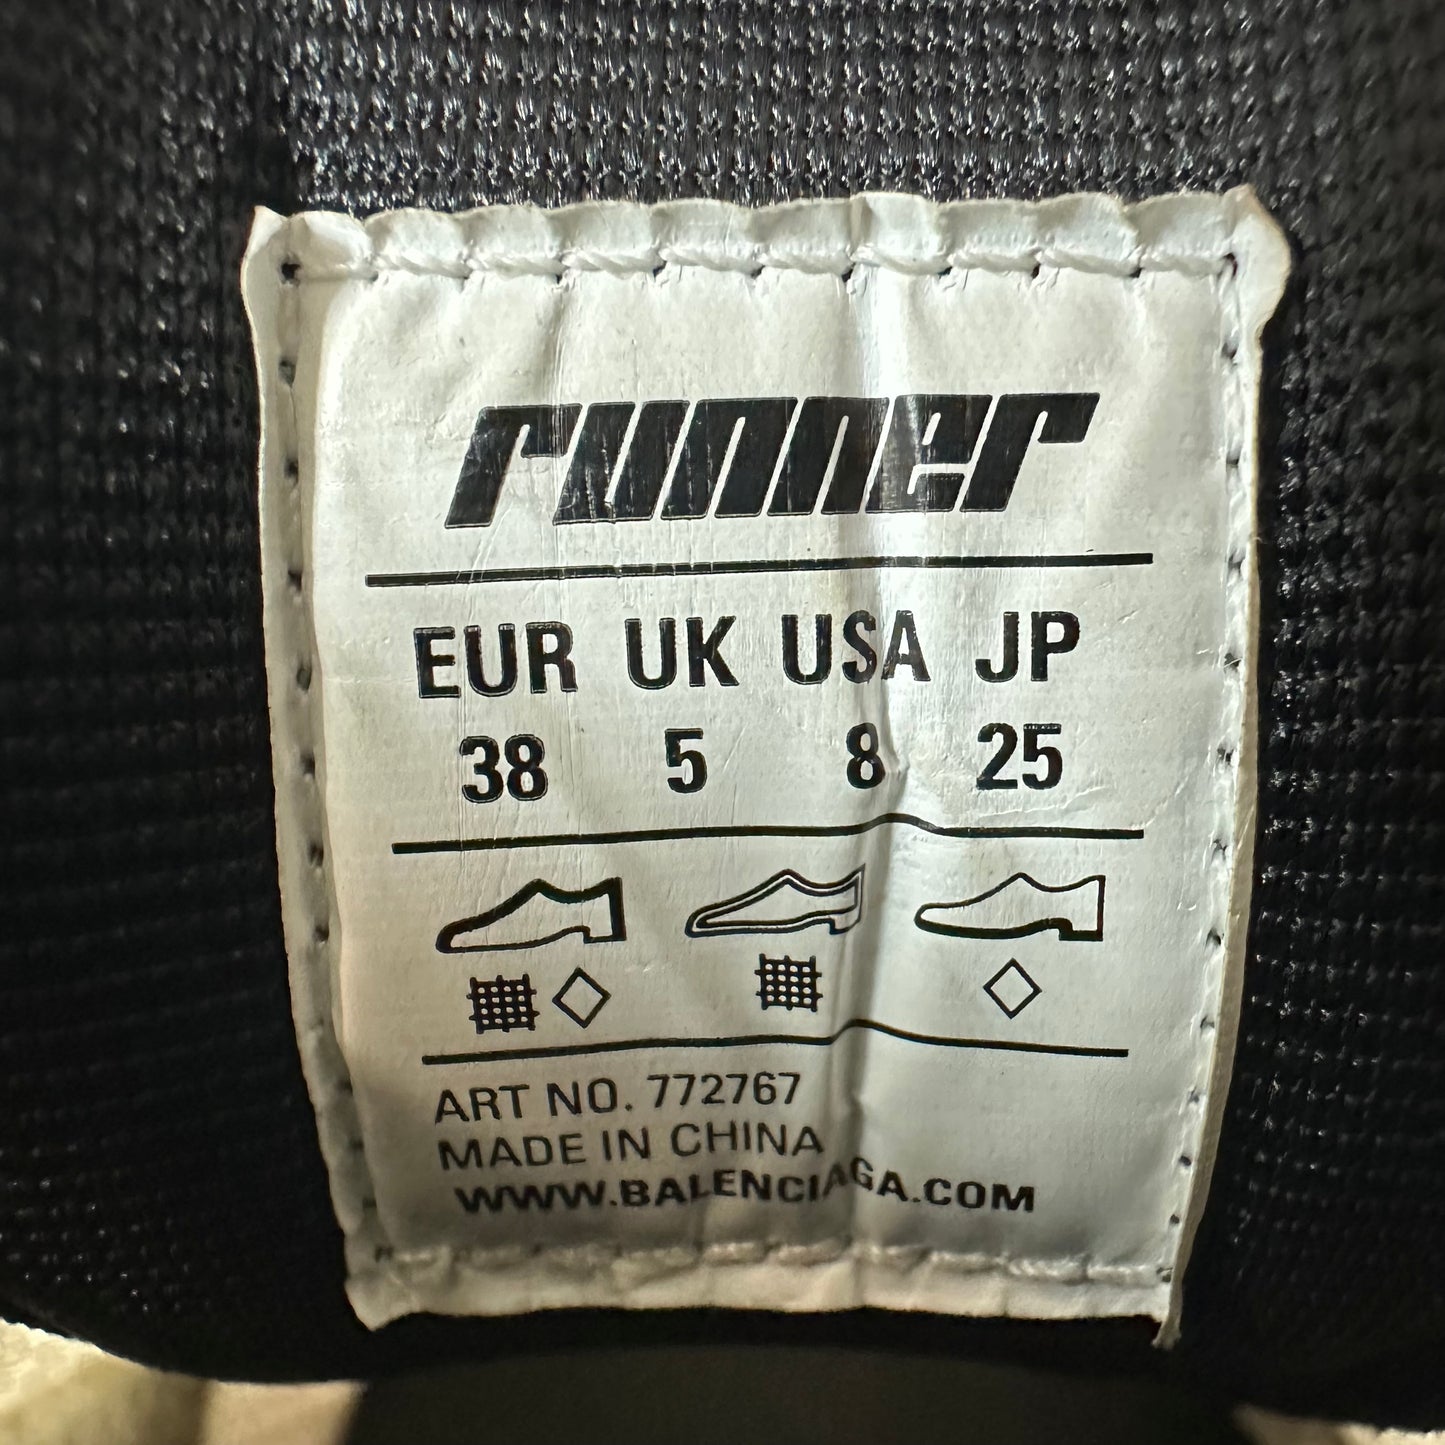 runner
EUR UK USA JP
38 5 8 25
ART NO. 772767
MADE IN CHINA
WWW.BALENCIAGA.COM